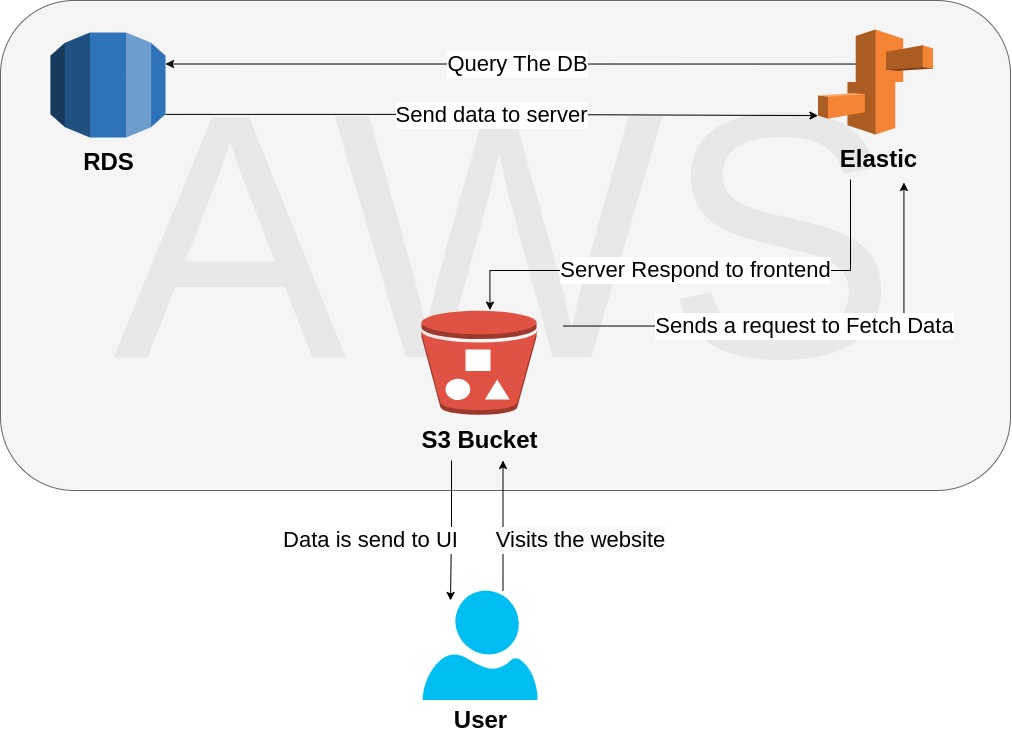 Query The DB
Send data to server
RDS
Elastic
AWS
Server Respond to frontend
Sends a request to Fetch Data
S3 Bucket
Data is send to UI
Visits the website
User